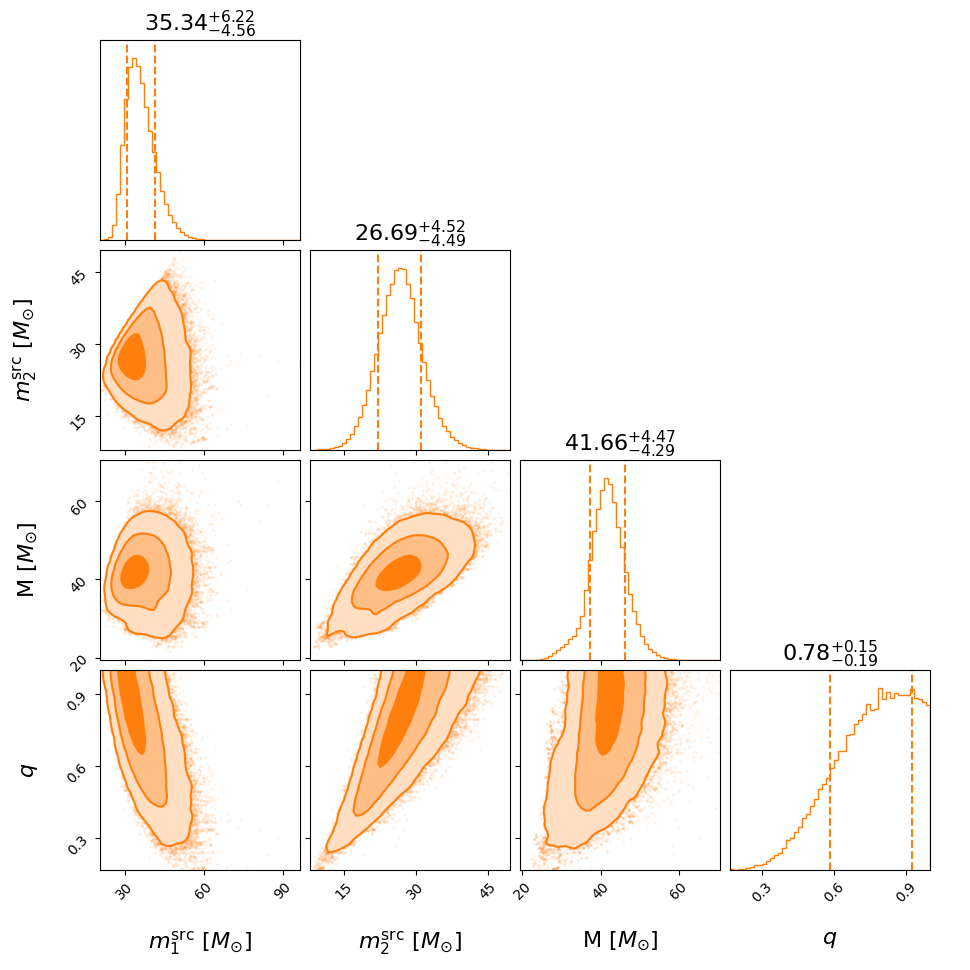 35.34+6.22−4.56
26.69+4.52−4.49
45
30
15
m2src [M⊙]
41.66+4.47−4.29
60
40
20
M [M⊙]
0.78+0.15−0.19
0.9
0.6
0.3
q
30 60 90
15 30 45
20 40 60
0.3 0.6 0.9
m1src [M⊙]
m2src [M⊙]
M [M⊙]
q